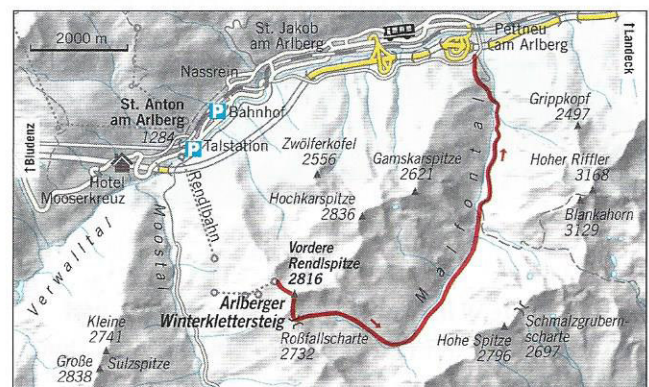 2000 m
St. Jakob
am Arlberg
Pettneu
am Arlberg
↑Landeck
Nassrein
St. Anton
am Arlberg
1284
P Bahnhof
P Talstation
↑Bludenz
Hotel
Mooserkreuz
Zwölferkofel
2556
Gamskarspitze
2621
Grippkopf
2497
Hoher Riffler
3168
Hochkarspitze
2836
Blankahorn
3129
Rendlbahn
Moostal
Verwalltal
Malfontal
Vordere
Rendlspitze
2816
Arlberger
Winterklettersteig
Roßfallscharte
2732
Kleine
2741
Große
2838
Sulzspitze
Hohe Spitze
2796
Schmalzgruben-
scharte
2697